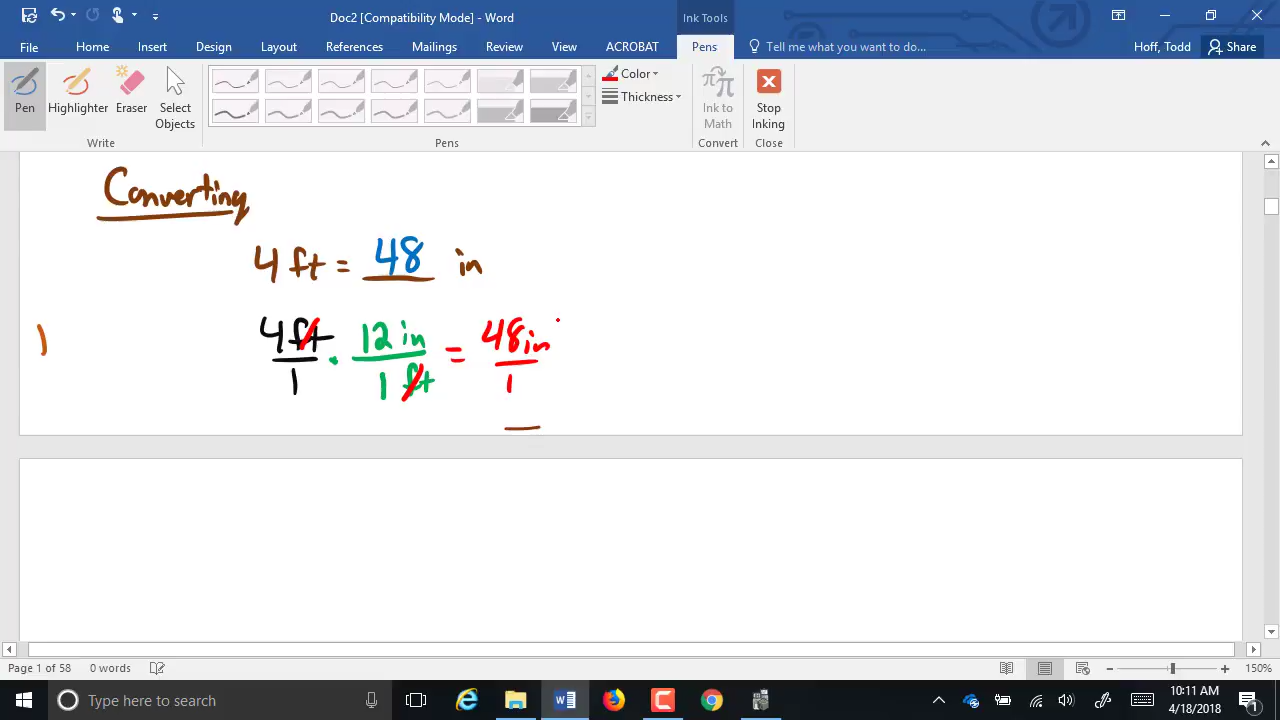 Doc2 [Compatibility Mode] - Word
Ink Tools
File Home Insert Design Layout References Mailings Review View ACROBAT Pens Tell me what you want to do... Hoff, Todd Share
Pen Highlighter Eraser Select Objects Color Thickness Ink to Math Stop Inking
Write Pens Convert Close
Converting
4 ft = 48 in
1
4 ft / 1 · 12 in / 1 ft = 48 in / 1
Page 1 of 58 0 words 150%
Type here to search 10:11 AM
4/18/2018
1